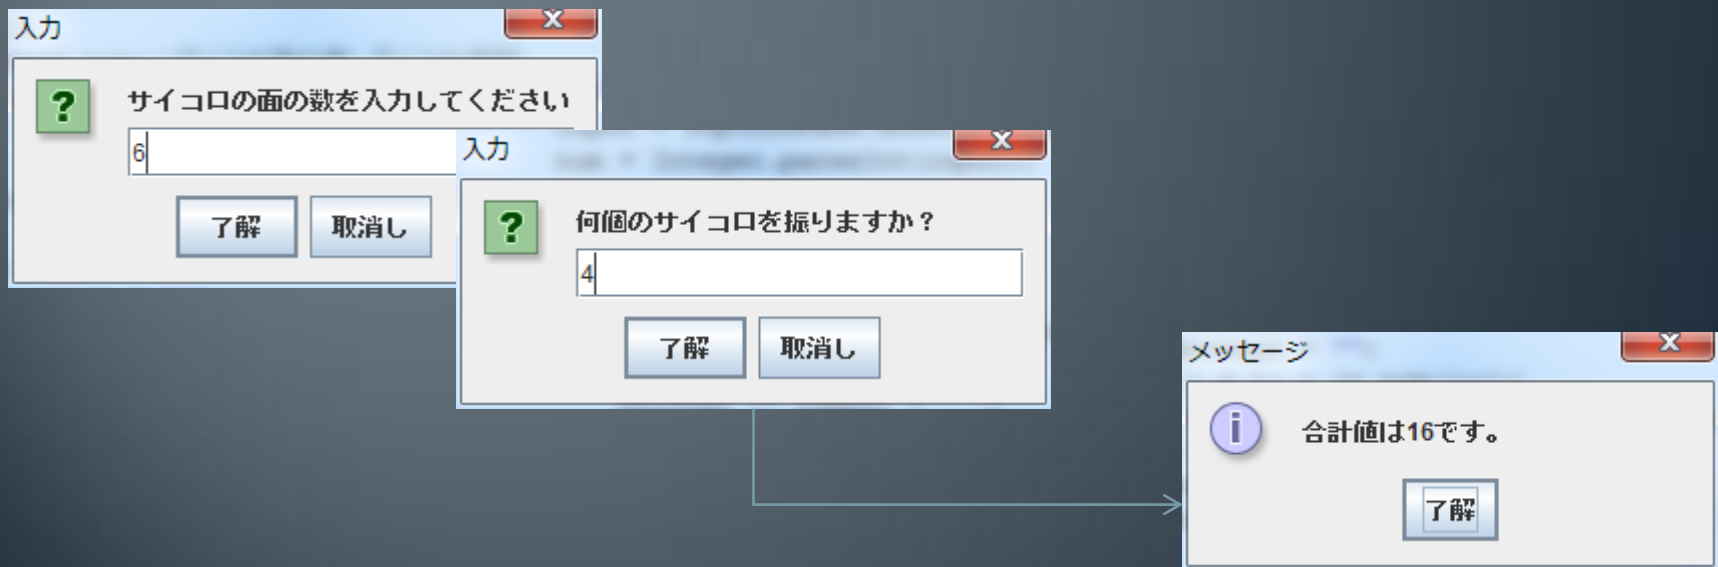 入力
サイコロの面の数を入力してください
6
了解 取消し
入力
何個のサイコロを振りますか？
4
了解 取消し
メッセージ
合計値は16です。
了解